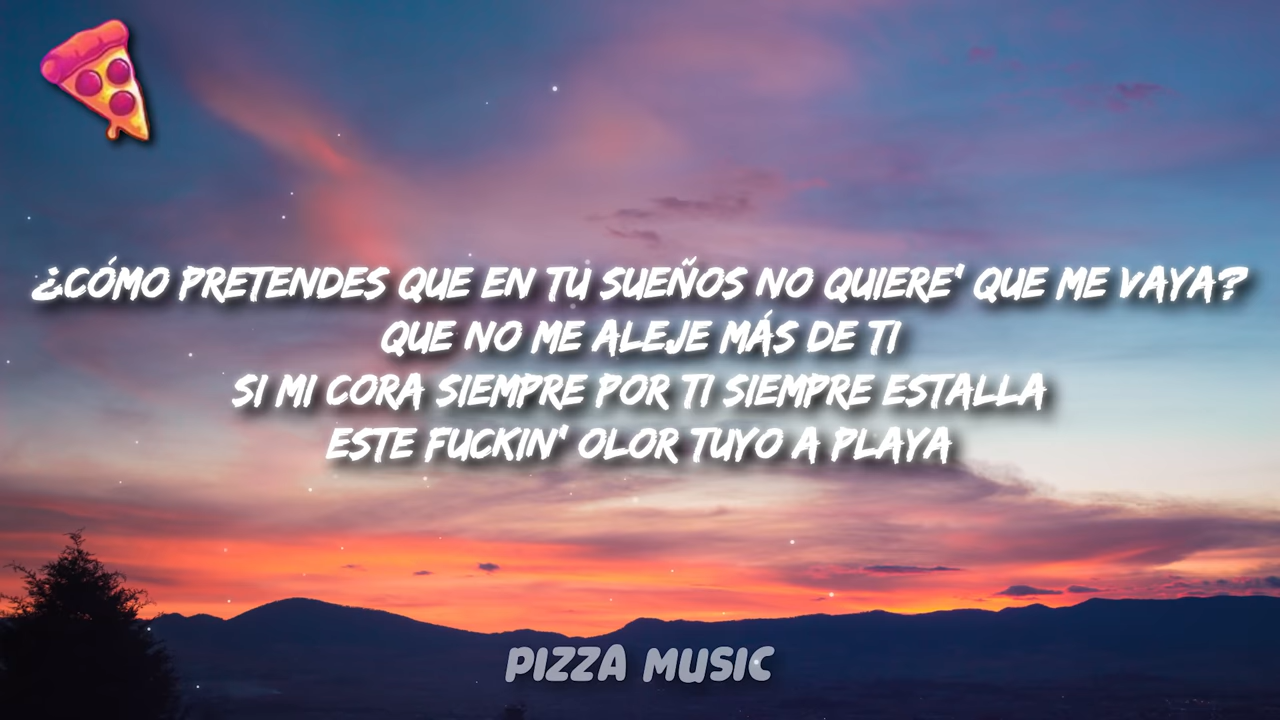 ¿CÓMO PRETENDES QUE EN TU SUEÑOS NO QUIERE' QUE ME VAYA?
QUE NO ME ALEJE MÁS DE TI
SI MI CORA SIEMPRE POR TI SIEMPRE ESTALLA
ESTE FUCKIN' OLOR TUYO A PLAYA
PIZZA MUSIC